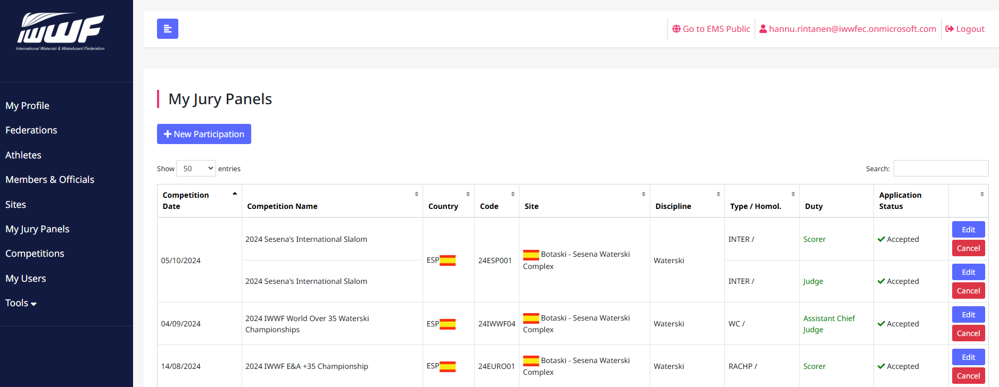 IWWF
International Waterski & Wakeboard Federation
Go to EMS Public
hannu.rintanen@iwwfec.onmicrosoft.com
Logout
My Profile
Federations
Athletes
Members & Officials
Sites
My Jury Panels
Competitions
My Users
Tools
My Jury Panels
New Participation
Show 50 entries
Search:
Competition Date
Competition Name
Country
Code
Site
Discipline
Type / Homol.
Duty
Application Status
05/10/2024
2024 Sesena's International Slalom
ESP
24ESP001
Botaski - Sesena Waterski
Complex
Waterski
INTER /
Scorer
Accepted
Edit
Cancel
2024 Sesena's International Slalom
INTER /
Judge
Accepted
Edit
Cancel
04/09/2024
2024 IWWF World Over 35 Waterski
Championships
ESP
24IWWF04
Botaski - Sesena Waterski
Complex
Waterski
WC /
Assistant Chief
Judge
Accepted
Edit
Cancel
14/08/2024
2024 IWWF E&A +35 Championship
ESP
24EURO01
Botaski - Sesena Waterski
Complex
Waterski
RACHP /
Scorer
Accepted
Edit
Cancel